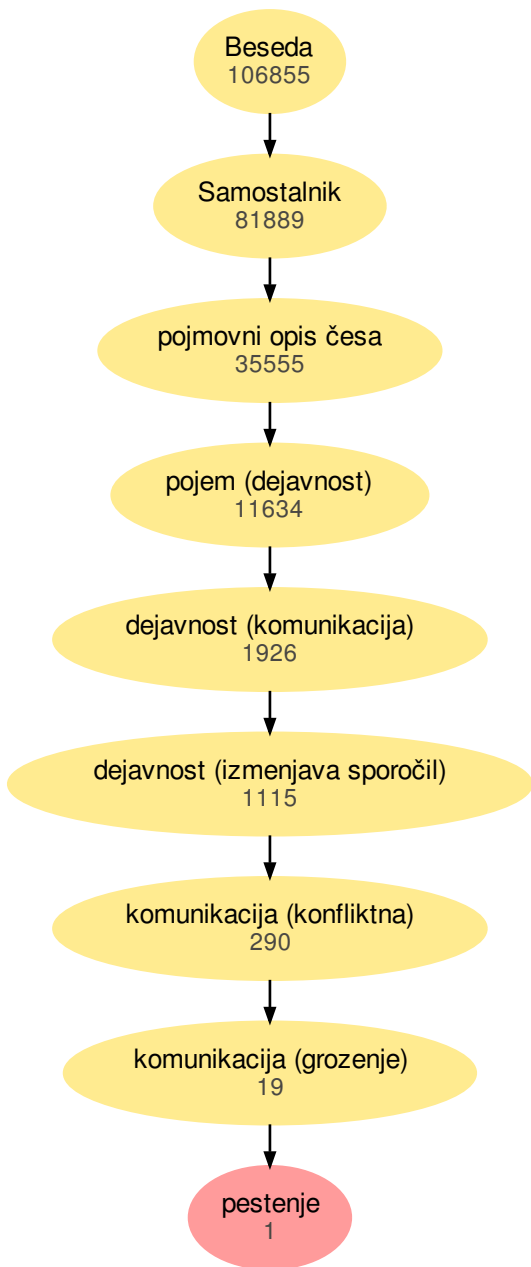 Beseda
106855
Samostalnik
81889
pojmovni opis česa
35555
pojem (dejavnost)
11634
dejavnost (komunikacija)
1926
dejavnost (izmenjava sporočil)
1115
komunikacija (konfliktna)
290
komunikacija (grozenje)
19
pestenje
1